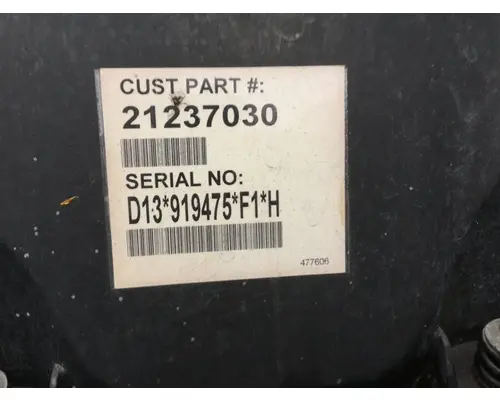 CUST PART #:
21237030
SERIAL NO:
D13*919475*F1*H
477606